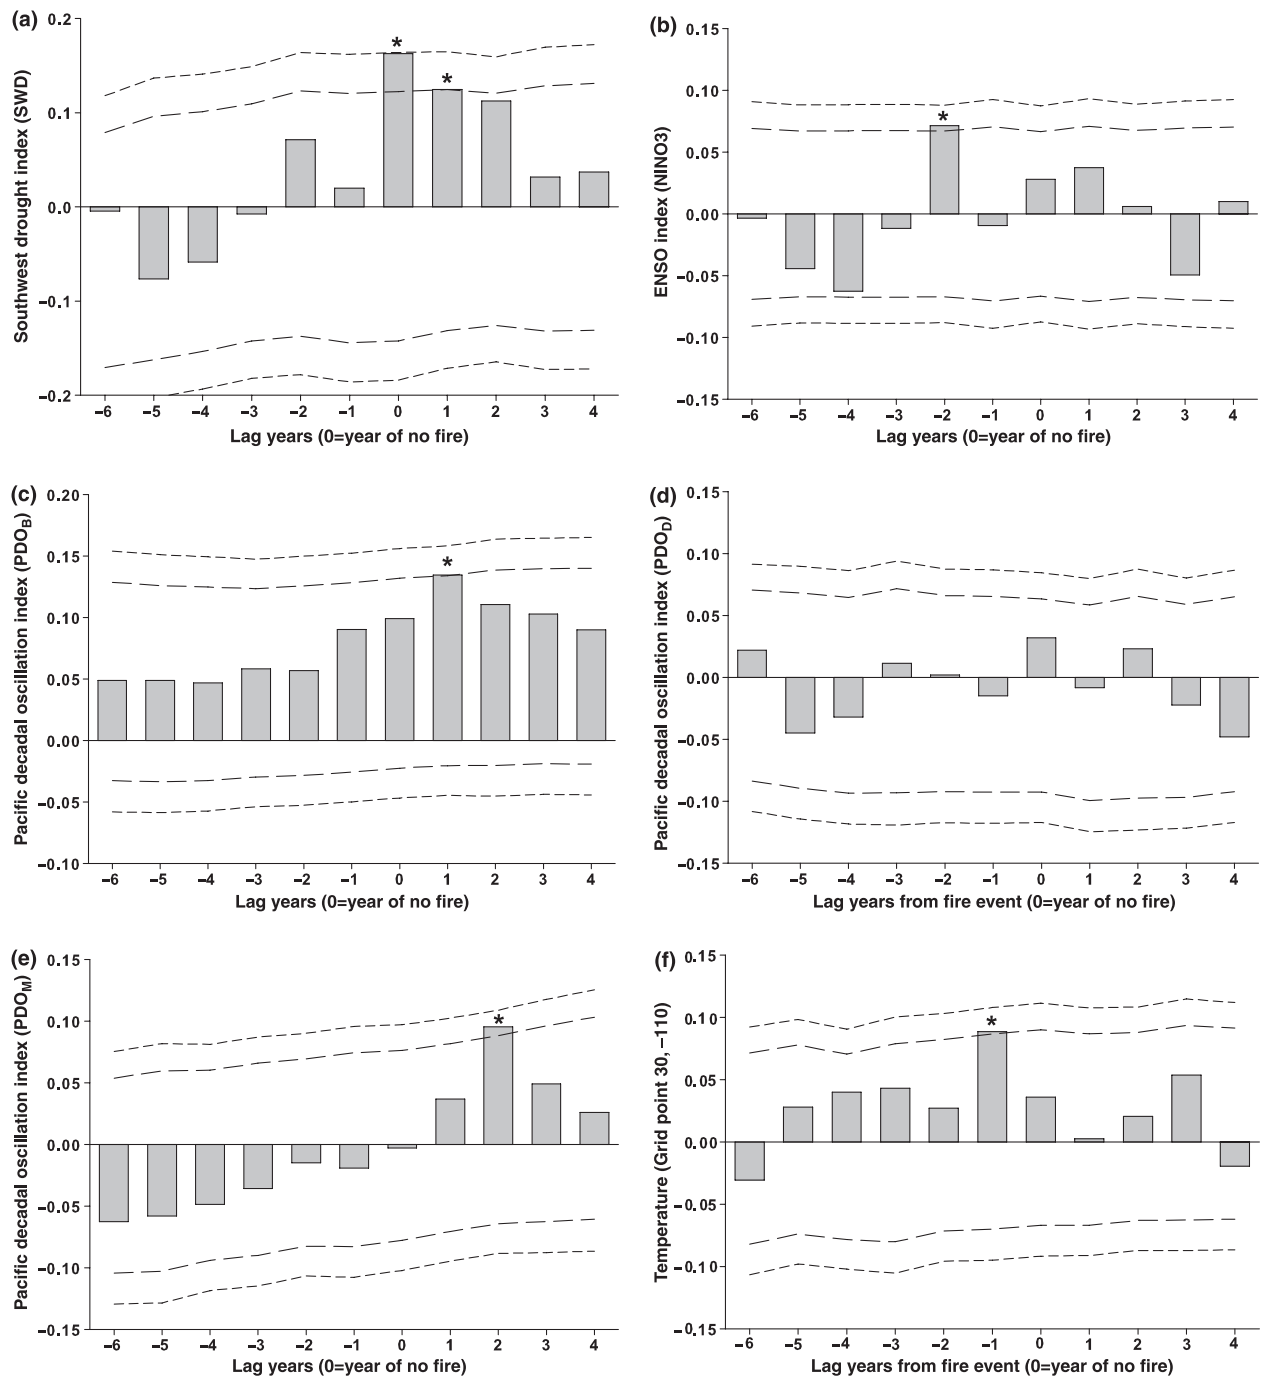 (a)
0.2
0.1
0.0
−0.1
−0.2
Southwest drought index (SWD)
* *
−6 −5 −4 −3 −2 −1 0 1 2 3 4
Lag years (0=year of no fire)
(b)
0.15
0.10
0.05
0.00
−0.05
−0.10
−0.15
ENSO index (NINO3)
*
−6 −5 −4 −3 −2 −1 0 1 2 3 4
Lag years (0=year of no fire)
(c)
0.20
0.15
0.10
0.05
0.00
−0.05
−0.10
Pacific decadal oscillation index (PDO_B)
*
−6 −5 −4 −3 −2 −1 0 1 2 3 4
Lag years (0=year of no fire)
(d)
0.15
0.10
0.05
0.00
−0.05
−0.10
−0.15
Pacific decadal oscillation index (PDO_D)
−6 −5 −4 −3 −2 −1 0 1 2 3 4
Lag years from fire event (0=year of no fire)
(e)
0.15
0.10
0.05
0.00
−0.05
−0.10
−0.15
Pacific decadal oscillation index (PDO_M)
*
−6 −5 −4 −3 −2 −1 0 1 2 3 4
Lag years (0=year of no fire)
(f)
0.15
0.10
0.05
0.00
−0.05
−0.10
−0.15
Temperature (Grid point 30,−110)
*
−6 −5 −4 −3 −2 −1 0 1 2 3 4
Lag years from fire event (0=year of no fire)